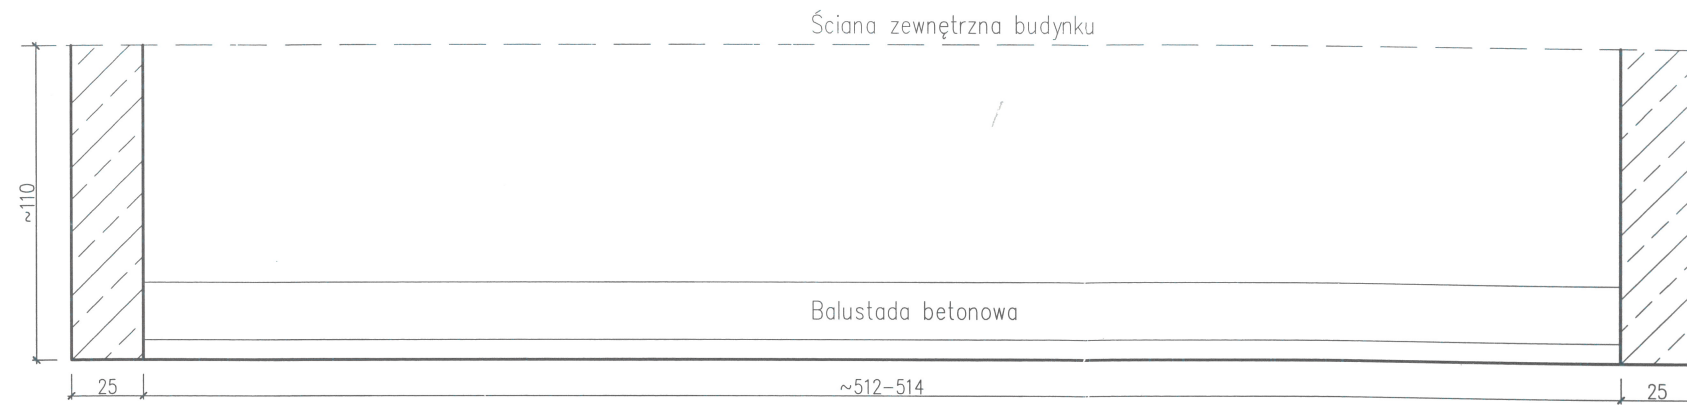 Ściana zewnętrzna budynku
~110
Balustada betonowa
25
~512-514
25